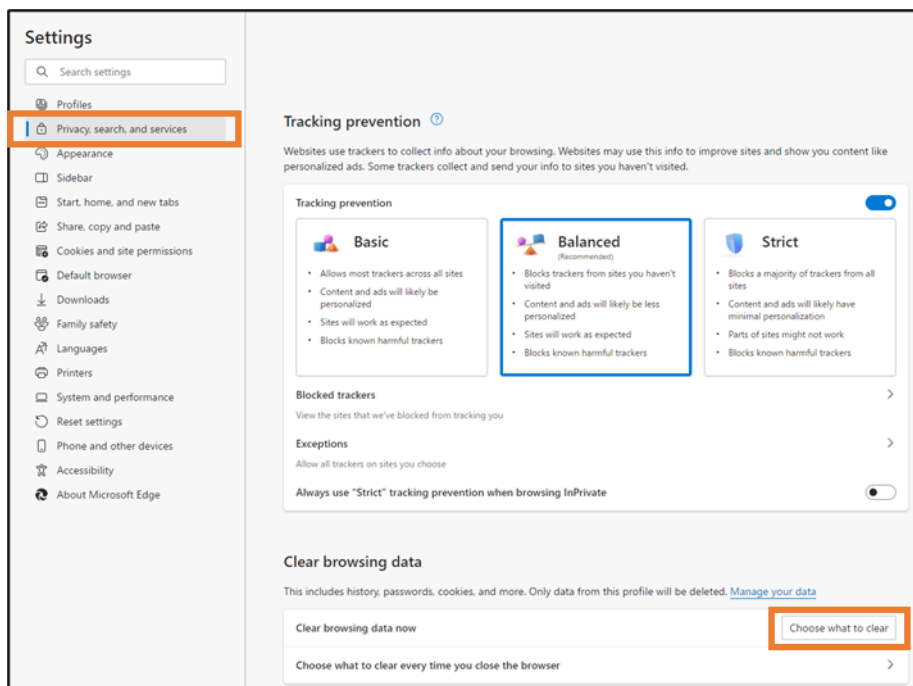 Settings
Search settings
Profiles
Privacy, search, and services
Appearance
Sidebar
Start, home, and new tabs
Share, copy and paste
Cookies and site permissions
Default browser
Downloads
Family safety
Languages
Printers
System and performance
Reset settings
Phone and other devices
Accessibility
About Microsoft Edge
Tracking prevention
Websites use trackers to collect info about your browsing. Websites may use this info to improve sites and show you content like
personalized ads. Some trackers collect and send your info to sites you haven't visited.
Tracking prevention
Basic
• Allows most trackers across all sites
• Content and ads will likely be
personalized
• Sites will work as expected
• Blocks known harmful trackers
Balanced
(Recommended)
• Blocks trackers from sites you haven't
visited
• Content and ads will likely be less
personalized
• Sites will work as expected
• Blocks known harmful trackers
Strict
• Blocks a majority of trackers from all
sites
• Content and ads will likely have
minimal personalization
• Parts of sites might not work
• Blocks known harmful trackers
Blocked trackers
View the sites that we've blocked from tracking you
Exceptions
Allow all trackers on sites you choose
Always use "Strict" tracking prevention when browsing InPrivate
Clear browsing data
This includes history, passwords, cookies, and more. Only data from this profile will be deleted. Manage your data
Clear browsing data now
Choose what to clear
Choose what to clear every time you close the browser